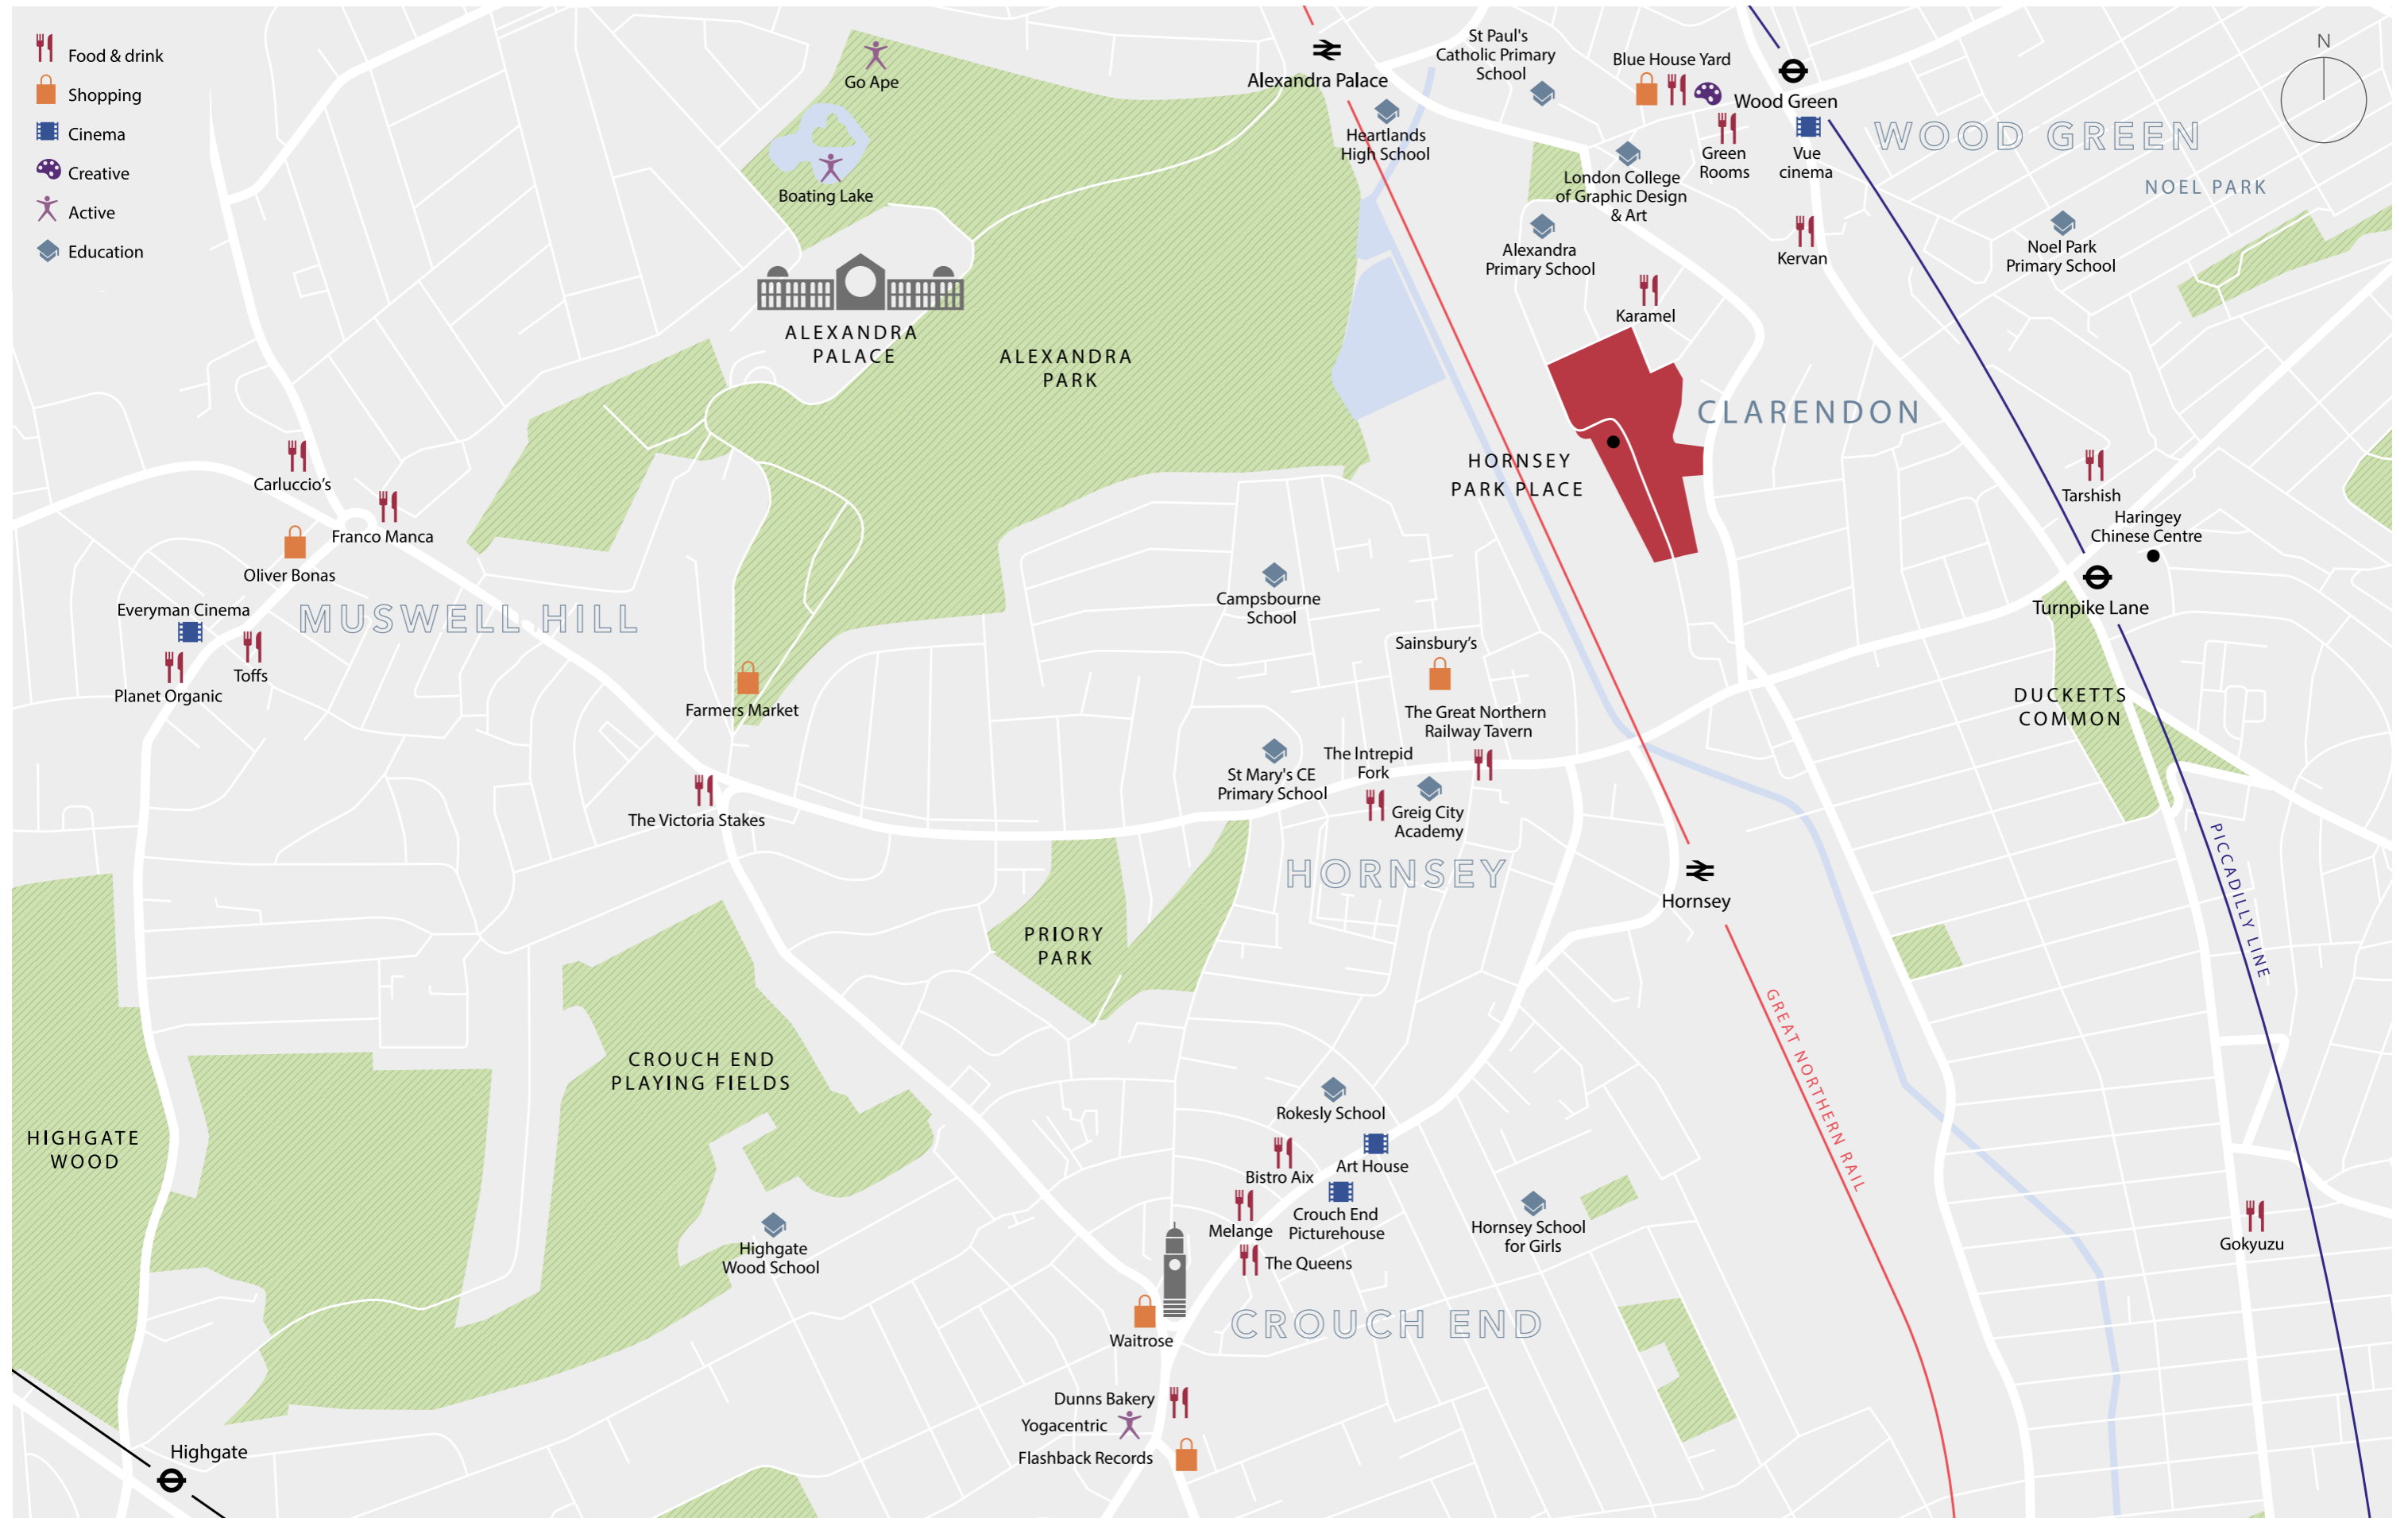 Food & drink
Shopping
Cinema
Creative
Active
Education
N
Go Ape
Boating Lake
ALEXANDRA
PALACE
ALEXANDRA
PARK
Alexandra Palace
Heartlands
High School
St Paul's
Catholic Primary
School
Blue House Yard
Wood Green
WOOD GREEN
Green
Rooms
Vue
cinema
London College
of Graphic Design
& Art
NOEL PARK
Alexandra
Primary School
Kervan
Noel Park
Primary School
Karamel
CLARENDON
HORNSEY
PARK PLACE
Carluccio's
Franco Manca
Oliver Bonas
Everyman Cinema
MUSWELL HILL
Toffs
Planet Organic
Farmers Market
The Victoria Stakes
Tarshish
Haringey
Chinese Centre
Turnpike Lane
DUCKETTS
COMMON
Campsbourne
School
Sainsbury's
The Great Northern
Railway Tavern
The Intrepid
Fork
St Mary's CE
Primary School
Greig City
Academy
HORNSEY
Hornsey
PICCADILLY LINE
GREAT NORTHERN RAIL
PRIORY
PARK
CROUCH END
PLAYING FIELDS
HIGHGATE
WOOD
Highgate
Wood School
Rokesly School
Art House
Bistro Aix
Crouch End
Picturehouse
Melange
The Queens
Hornsey School
for Girls
Gokyuzu
CROUCH END
Waitrose
Dunns Bakery
Yogacentric
Flashback Records
Highgate